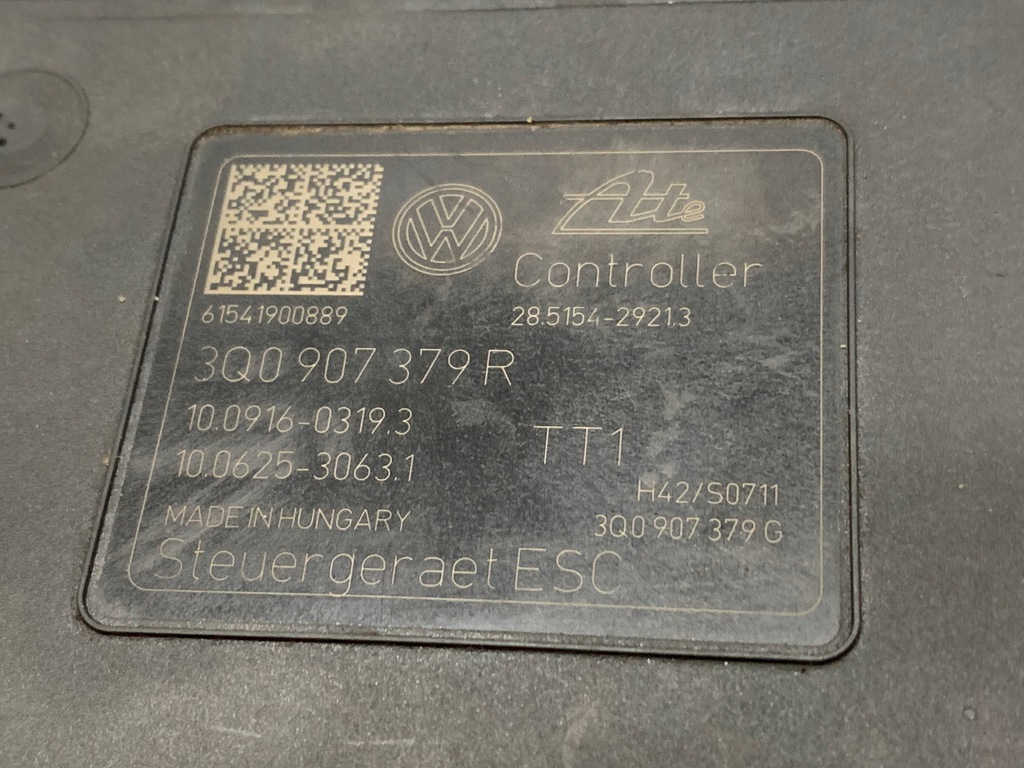 Ate
Controller
61541900889
28.5154-2921.3
3Q0 907 379 R
10.0916-0319.3
TT1
10.0625-3063.1
H42/S0711
MADE IN HUNGARY
3Q0 907 379 G
Steuergeraet ESC